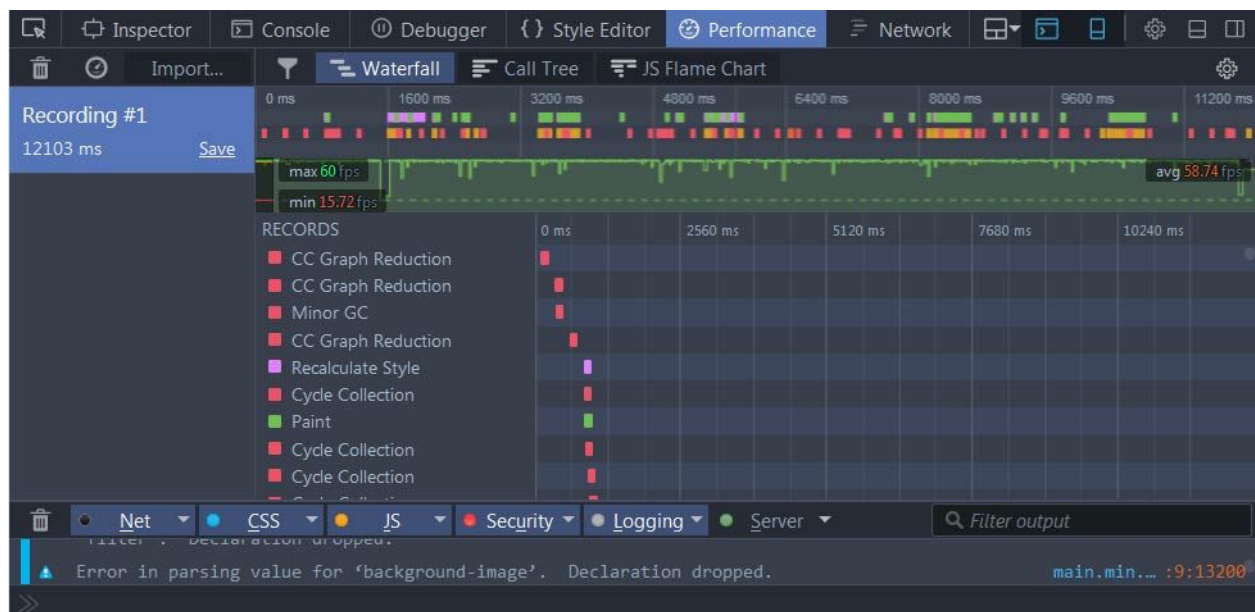 Inspector Console Debugger { } Style Editor Performance Network
Import... Waterfall Call Tree JS Flame Chart
Recording #1
12103 ms Save
0 ms 1600 ms 3200 ms 4800 ms 6400 ms 8000 ms 9600 ms 11200 ms
max 60 fps avg 58.74 fps
min 15.72 fps
RECORDS 0 ms 2560 ms 5120 ms 7680 ms 10240 ms
CC Graph Reduction
CC Graph Reduction
Minor GC
CC Graph Reduction
Recalculate Style
Cycle Collection
Paint
Cycle Collection
Cycle Collection
Net CSS JS Security Logging Server Filter output
Declaration dropped.
Error in parsing value for ‘background-image’. Declaration dropped. main.min.… :9:13200
»